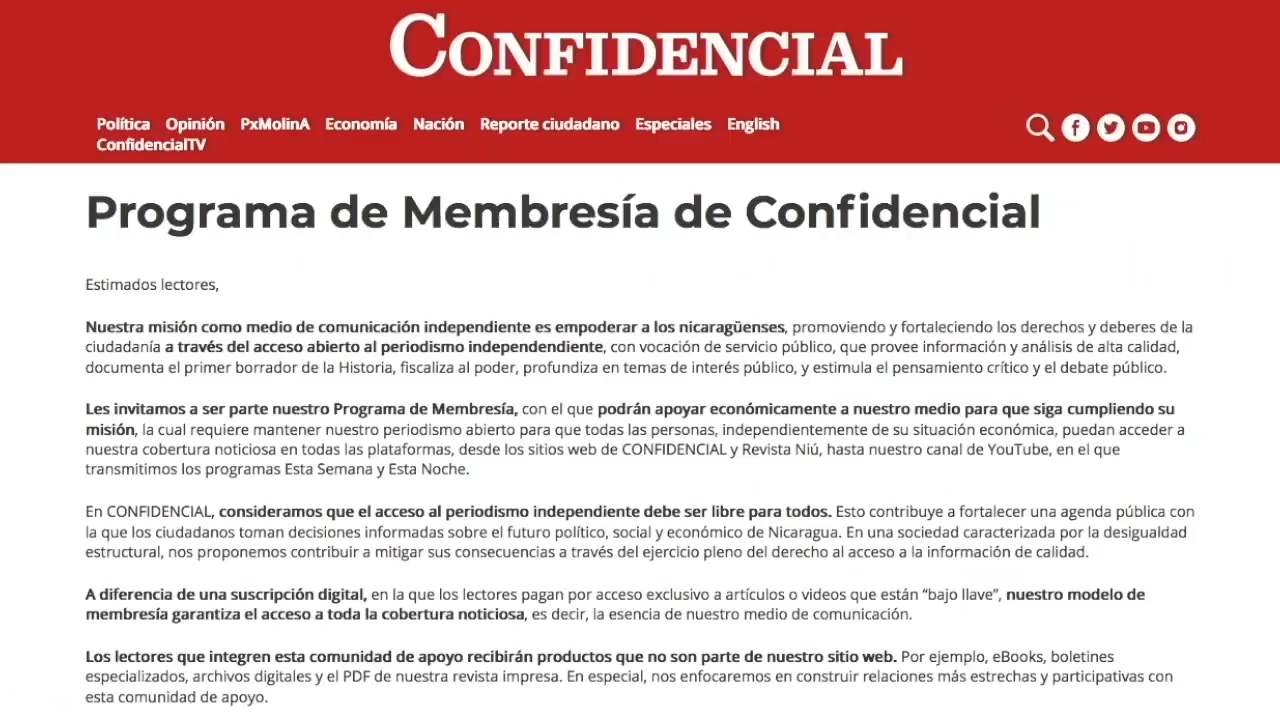 CONFIDENCIAL
Política Opinión PxMolinA Economía Nación Reporte ciudadano Especiales English
ConfidencialTV
Programa de Membresía de Confidencial
Estimados lectores,
Nuestra misión como medio de comunicación independiente es empoderar a los nicaragüenses, promoviendo y fortaleciendo los derechos y deberes de la
ciudadanía a través del acceso abierto al periodismo independendiente, con vocación de servicio público, que provee información y análisis de alta calidad,
documenta el primer borrador de la Historia, fiscaliza al poder, profundiza en temas de interés público, y estimula el pensamiento crítico y el debate público.
Les invitamos a ser parte nuestro Programa de Membresía, con el que podrán apoyar económicamente a nuestro medio para que siga cumpliendo su
misión, la cual requiere mantener nuestro periodismo abierto para que todas las personas, independientemente de su situación económica, puedan acceder a
nuestra cobertura noticiosa en todas las plataformas, desde los sitios web de CONFIDENCIAL y Revista Niú, hasta nuestro canal de YouTube, en el que
transmitimos los programas Esta Semana y Esta Noche.
En CONFIDENCIAL, consideramos que el acceso al periodismo independiente debe ser libre para todos. Esto contribuye a fortalecer una agenda pública con
la que los ciudadanos toman decisiones informadas sobre el futuro político, social y económico de Nicaragua. En una sociedad caracterizada por la desigualdad
estructural, nos proponemos contribuir a mitigar sus consecuencias a través del ejercicio pleno del derecho al acceso a la información de calidad.
A diferencia de una suscripción digital, en la que los lectores pagan por acceso exclusivo a artículos o videos que están “bajo llave”, nuestro modelo de
membresía garantiza el acceso a toda la cobertura noticiosa, es decir, la esencia de nuestro medio de comunicación.
Los lectores que integren esta comunidad de apoyo recibirán productos que no son parte de nuestro sitio web. Por ejemplo, eBooks, boletines
especializados, archivos digitales y el PDF de nuestra revista impresa. En especial, nos enfocaremos en construir relaciones más estrechas y participativas con
esta comunidad de apoyo.